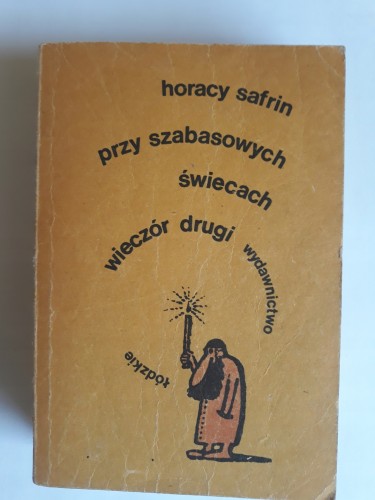 horacy safrin
przy szabasowych
świecach
wieczór drugi
wydawnictwo
łódzkie